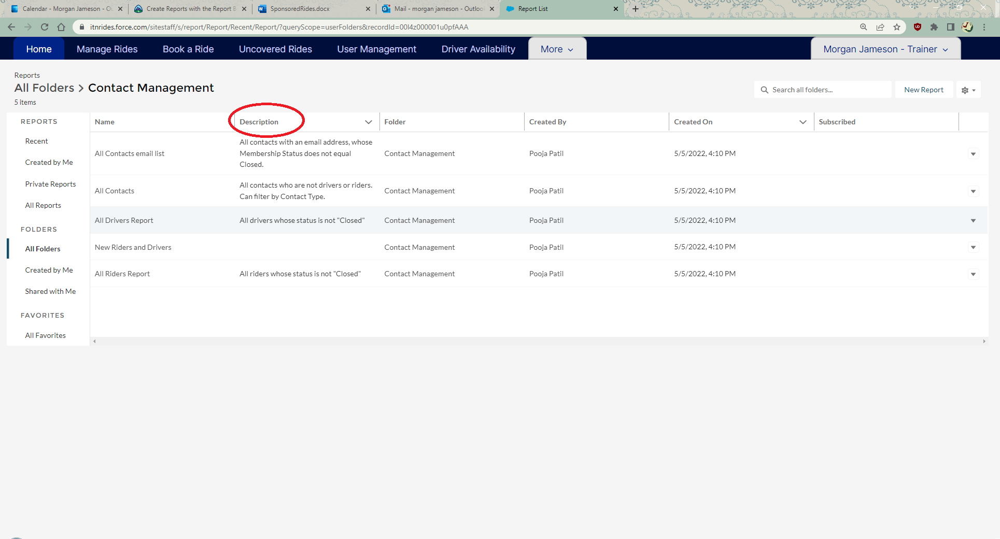 Calendar - Morgan Jameson - Ou
Create Reports with the Report B
SponsoredRides.docx
Mail - morgan jameson - Outloo
Report List
itnrides.force.com/sitestaff/s/report/Report/Recent/Report/?queryScope=userFolders&recordId=00l4z000001u0pfAAA
Home Manage Rides Book a Ride Uncovered Rides User Management Driver Availability More Morgan Jameson - Trainer
Reports
All Folders > Contact Management
5 items
Search all folders...
New Report
REPORTS
Recent
Created by Me
Private Reports
All Reports
FOLDERS
All Folders
Created by Me
Shared with Me
FAVORITES
All Favorites
Name Description Folder Created By Created On Subscribed
All Contacts email list
All contacts with an email address, whose
Membership Status does not equal
Closed.
Contact Management Pooja Patil 5/5/2022, 4:10 PM
All Contacts
All contacts who are not drivers or riders.
Can filter by Contact Type.
Contact Management Pooja Patil 5/5/2022, 4:10 PM
All Drivers Report All drivers whose status is not "Closed" Contact Management Pooja Patil 5/5/2022, 4:10 PM
New Riders and Drivers Contact Management Pooja Patil 5/5/2022, 4:10 PM
All Riders Report All riders whose status is not "Closed" Contact Management Pooja Patil 5/5/2022, 4:10 PM